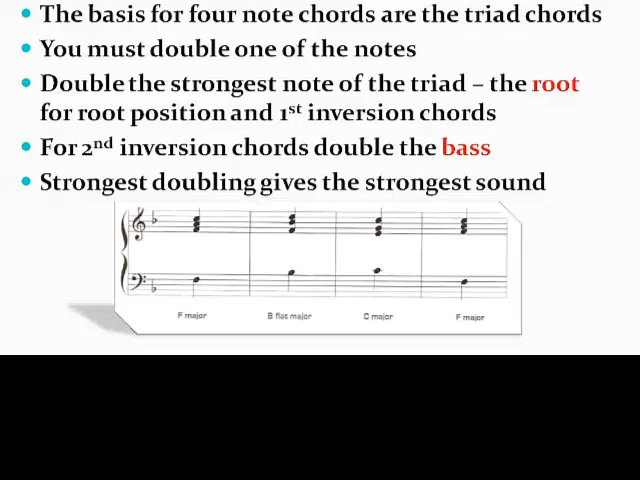 The basis for four note chords are the triad chords
You must double one of the notes
Double the strongest note of the triad – the root
for root position and 1st inversion chords
For 2nd inversion chords double the bass
Strongest doubling gives the strongest sound
F major B flat major C major F major